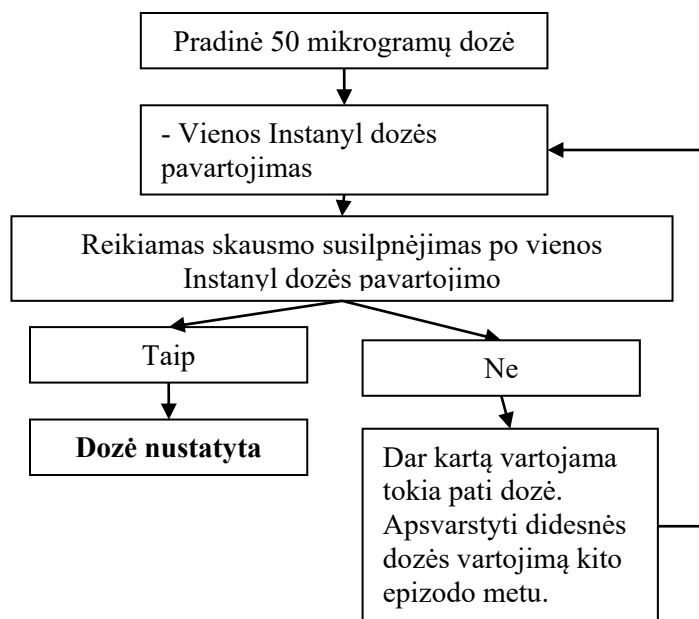 Pradinė 50 mikrogramų dozė
- Vienos Instanyl dozės
pavartojimas
Reikiamas skausmo susilpnėjimas po vienos
Instanyl dozės pavartojimo
Taip
Ne
Dozė nustatyta
Dar kartą vartojama
tokia pati dozė.
Apsvarstyti didesnės
dozės vartojimą kito
epizodo metu.